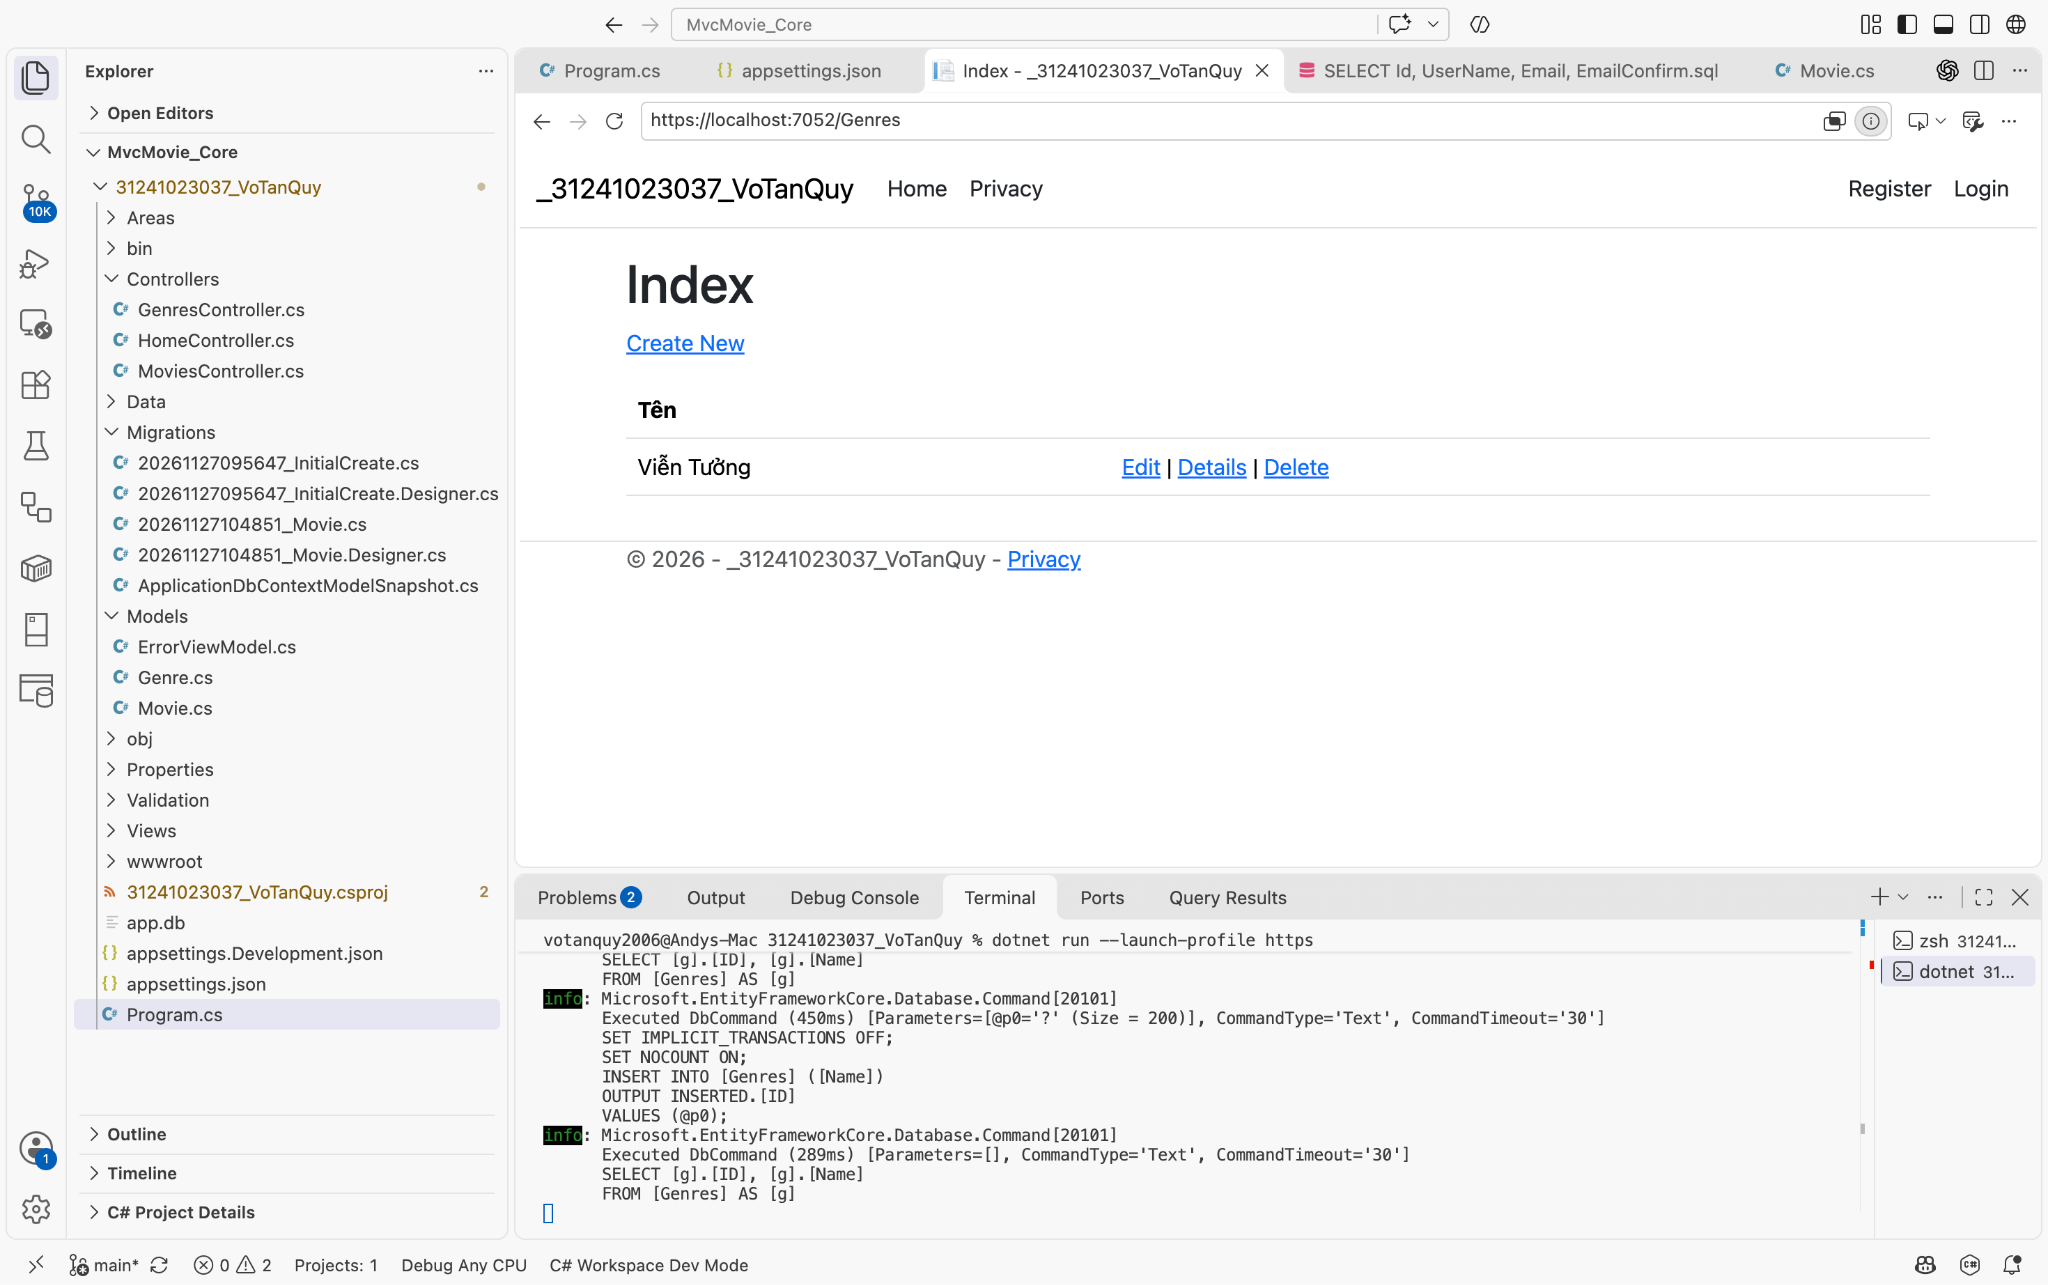 MvcMovie_Core
Explorer
Open Editors
MvcMovie_Core
31241023037_VoTanQuy
Areas
bin
Controllers
GenresController.cs
HomeController.cs
MoviesController.cs
Data
Migrations
20261127095647_InitialCreate.cs
20261127095647_InitialCreate.Designer.cs
20261127104851_Movie.cs
20261127104851_Movie.Designer.cs
ApplicationDbContextModelSnapshot.cs
Models
ErrorViewModel.cs
Genre.cs
Movie.cs
obj
Properties
Validation
Views
wwwroot
31241023037_VoTanQuy.csproj 2
app.db
appsettings.Development.json
appsettings.json
Program.cs
Outline
Timeline
C# Project Details
10K
1
Program.cs
appsettings.json
Index - _31241023037_VoTanQuy
SELECT Id, UserName, Email, EmailConfirm.sql
Movie.cs
https://localhost:7052/Genres
_31241023037_VoTanQuy Home Privacy Register Login
Index
Create New
Tên
Viễn Tưởng Edit | Details | Delete
© 2026 - _31241023037_VoTanQuy - Privacy
Problems 2 Output Debug Console Terminal Ports Query Results
votanquy2006@Andys-Mac 31241023037_VoTanQuy % dotnet run --launch-profile https
SELECT [g].[ID], [g].[Name]
FROM [Genres] AS [g]
info: Microsoft.EntityFrameworkCore.Database.Command[20101]
Executed DbCommand (450ms) [Parameters=[@p0='?' (Size = 200)], CommandType='Text', CommandTimeout='30']
SET IMPLICIT_TRANSACTIONS OFF;
SET NOCOUNT ON;
INSERT INTO [Genres] ([Name])
OUTPUT INSERTED.[ID]
VALUES (@p0);
info: Microsoft.EntityFrameworkCore.Database.Command[20101]
Executed DbCommand (289ms) [Parameters=[], CommandType='Text', CommandTimeout='30']
SELECT [g].[ID], [g].[Name]
FROM [Genres] AS [g]
zsh 31241...
dotnet 31...
main* 0 2 Projects: 1 Debug Any CPU C# Workspace Dev Mode